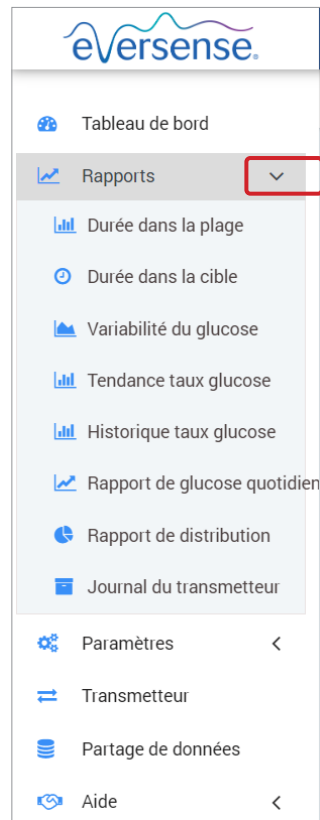 eversense.
Tableau de bord
Rapports
Durée dans la plage
Durée dans la cible
Variabilité du glucose
Tendance taux glucose
Historique taux glucose
Rapport de glucose quotidien
Rapport de distribution
Journal du transmetteur
Paramètres
Transmetteur
Partage de données
Aide